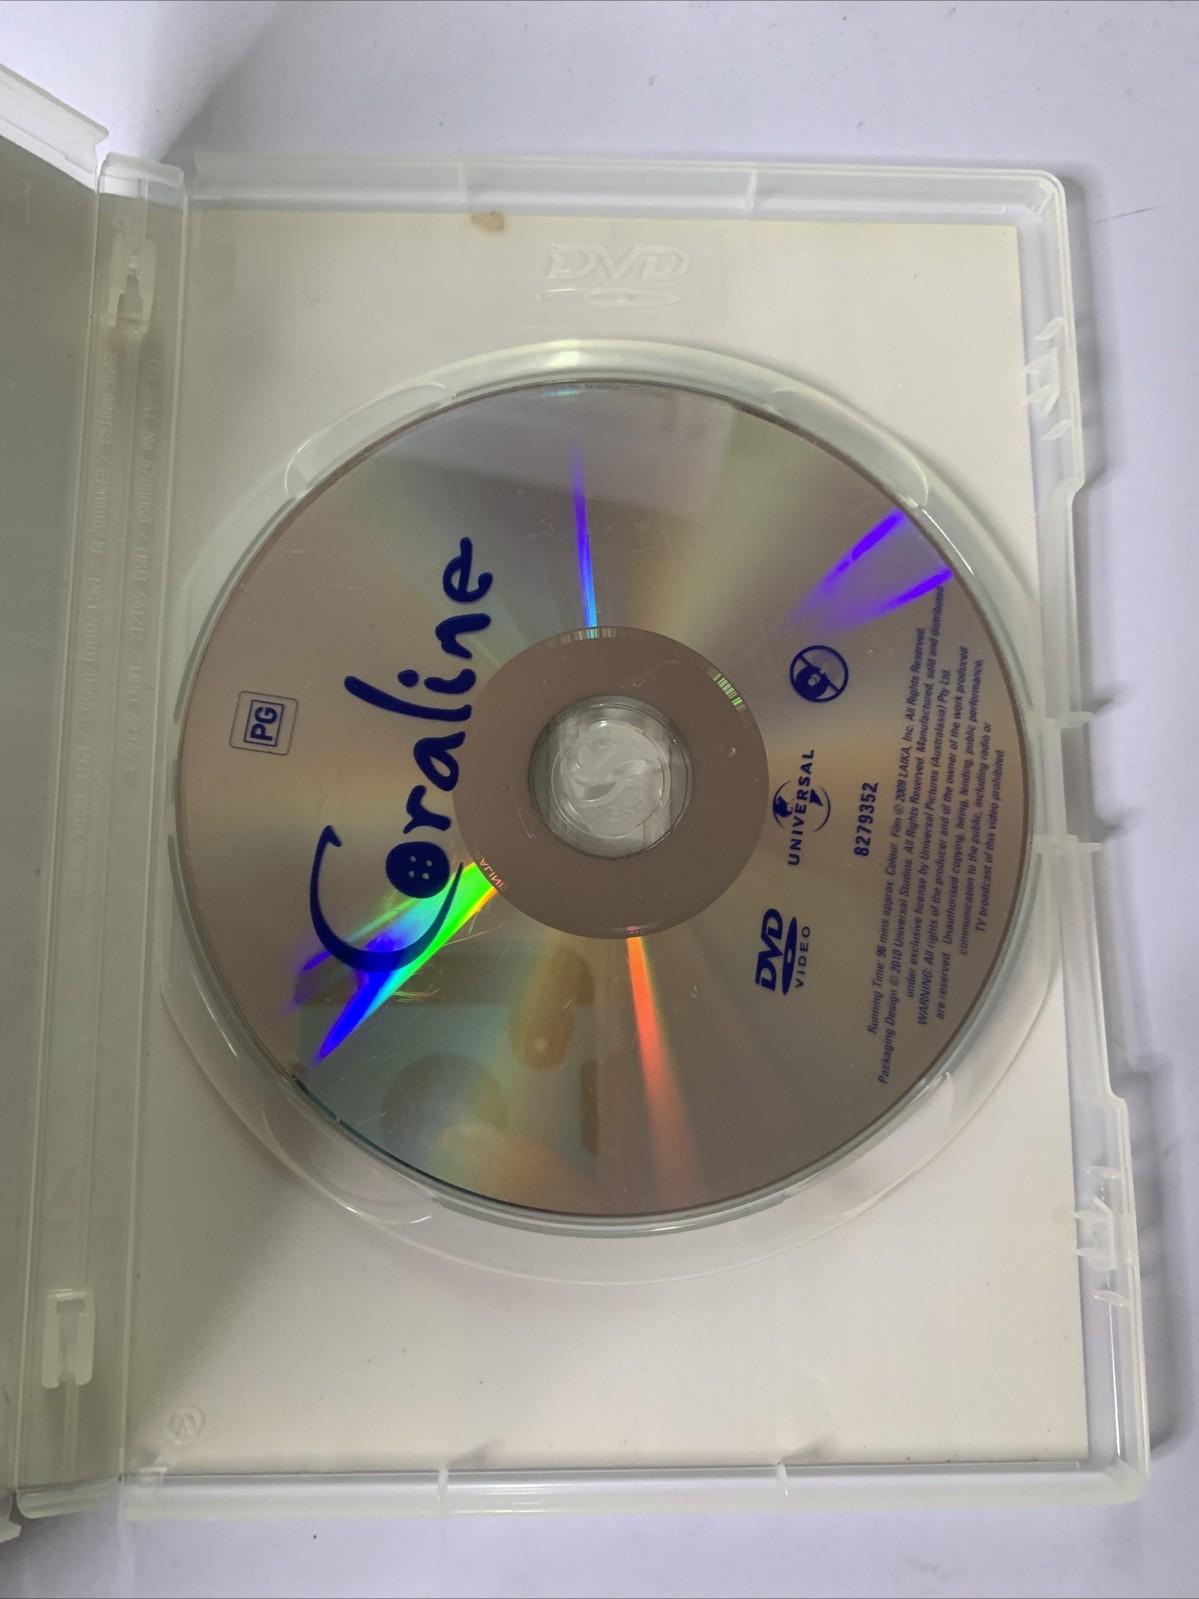 DVD
PG
Coraline
UNIVERSAL
DVD
VIDEO
8279352
Running Time: 96 mins approx. Colour. Film © 2009 LAIKA, Inc. All Rights Reserved.
Packaging Design © 2010 Universal Studios. All Rights Reserved. Manufactured, sold and distributed
under exclusive license by Universal Pictures (Australasia) Pty Ltd.
WARNING: All rights of the producer and of the owner of the work produced
are reserved. Unauthorised copying, hiring, lending, public performance,
communication to the public, including radio or
TV broadcast of this video prohibited.